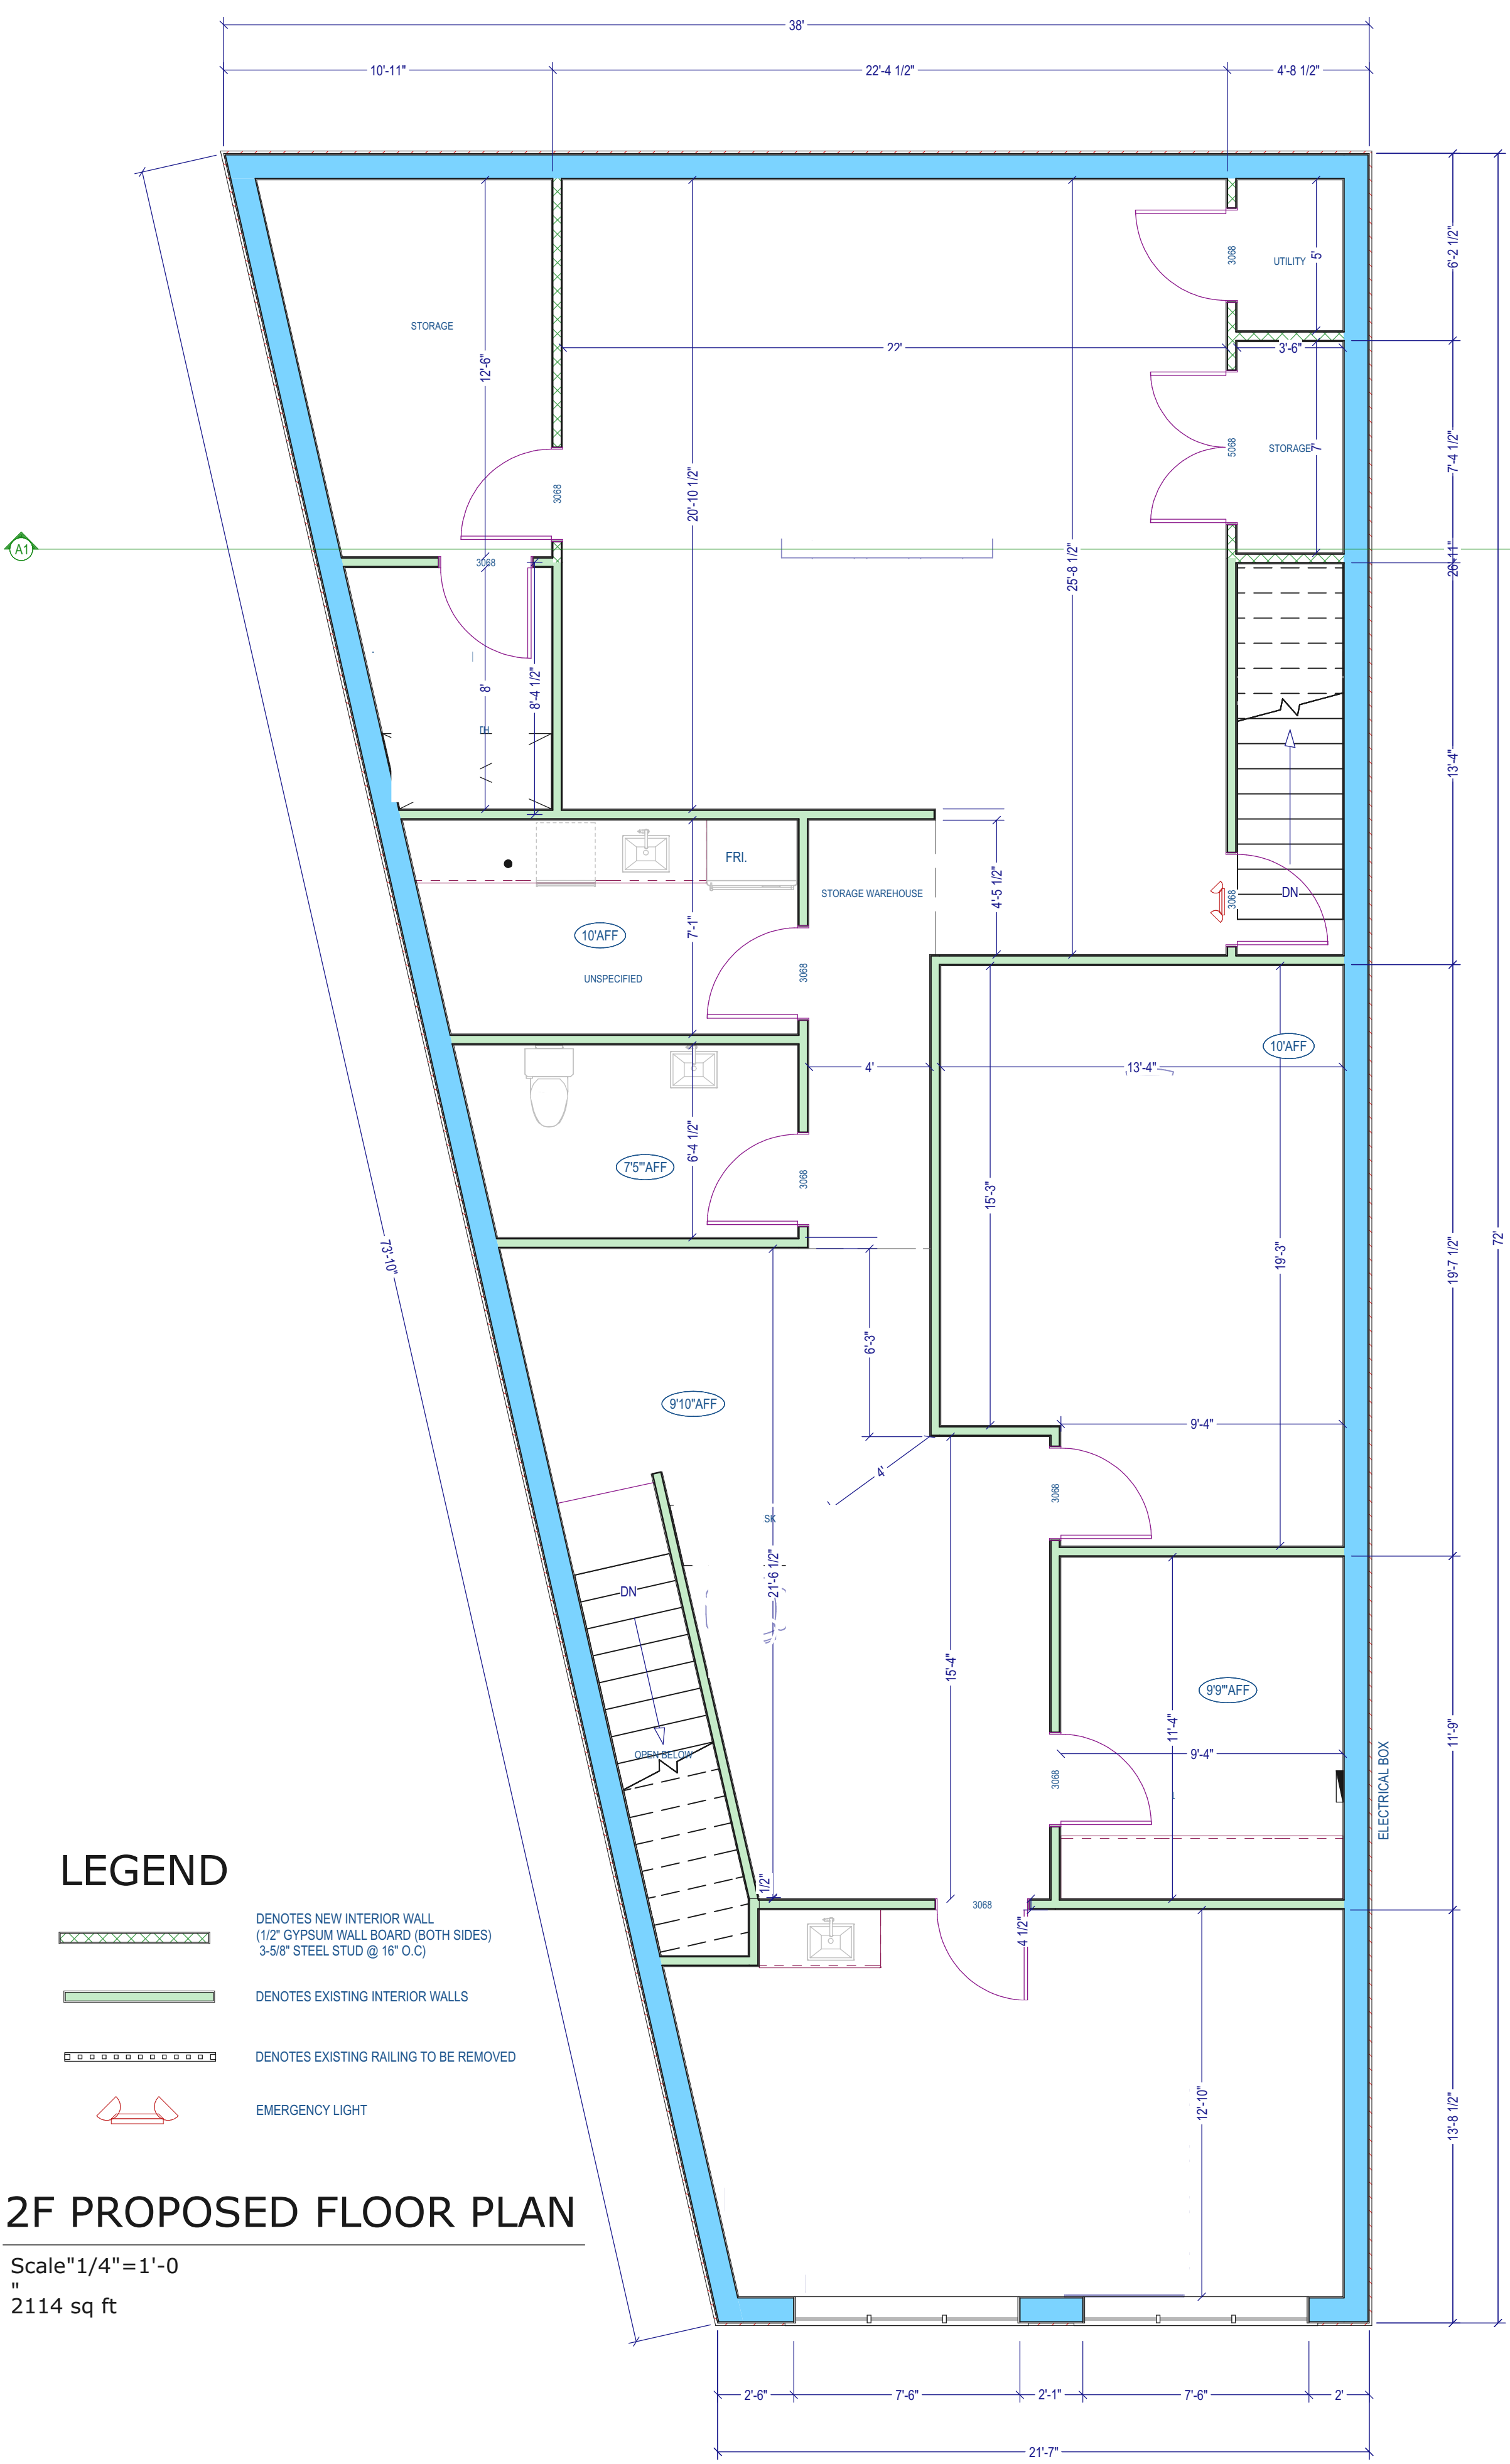 38'
10'-11"
22'-4 1/2"
4'-8 1/2"
STORAGE
12'-6"
3068
UTILITY
5'
6'-2 1/2"
22'
3'-6"
20'-10 1/2"
5068
STORAGE
7'
7'-4 1/2"
3068
A1
3068
25'-8 1/2"
26'-11"
8'
8'-4 1/2"
DH
13'-4"
72'
FRI.
STORAGE WAREHOUSE
4'-5 1/2"
3068
DN
10'AFF
7'-1"
UNSPECIFIED
3068
10'AFF
4'
13'-4"
7'5"'AFF
6'-4 1/2"
3068
15'-3"
19'-3"
19'-7 1/2"
73'-10"
6'-3"
9'10"AFF
9'-4"
4'
3068
SK
21'-6 1/2"
DN
15'-4"
9'9"'AFF
11'-4"
11'-9"
OPEN BELOW
3068
9'-4"
ELECTRICAL BOX
1/2"
3068
4 1/2"
12'-10"
13'-8 1/2"
LEGEND
DENOTES NEW INTERIOR WALL
(1/2" GYPSUM WALL BOARD (BOTH SIDES)
3-5/8" STEEL STUD @ 16" O.C)
DENOTES EXISTING INTERIOR WALLS
DENOTES EXISTING RAILING TO BE REMOVED
EMERGENCY LIGHT
2F PROPOSED FLOOR PLAN
Scale"1/4"=1'-0
"
2114 sq ft
2'-6"
7'-6"
2'-1"
7'-6"
2'
21'-7"